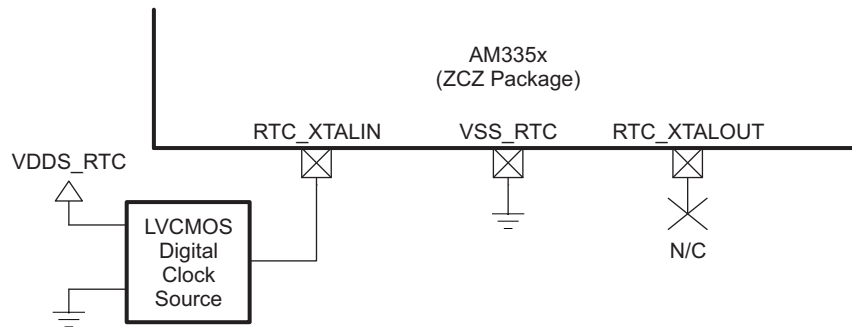 AM335x
(ZCZ Package)
RTC_XTALIN
VSS_RTC
RTC_XTALOUT
VDDS_RTC
LVCMOS
Digital
Clock
Source
N/C